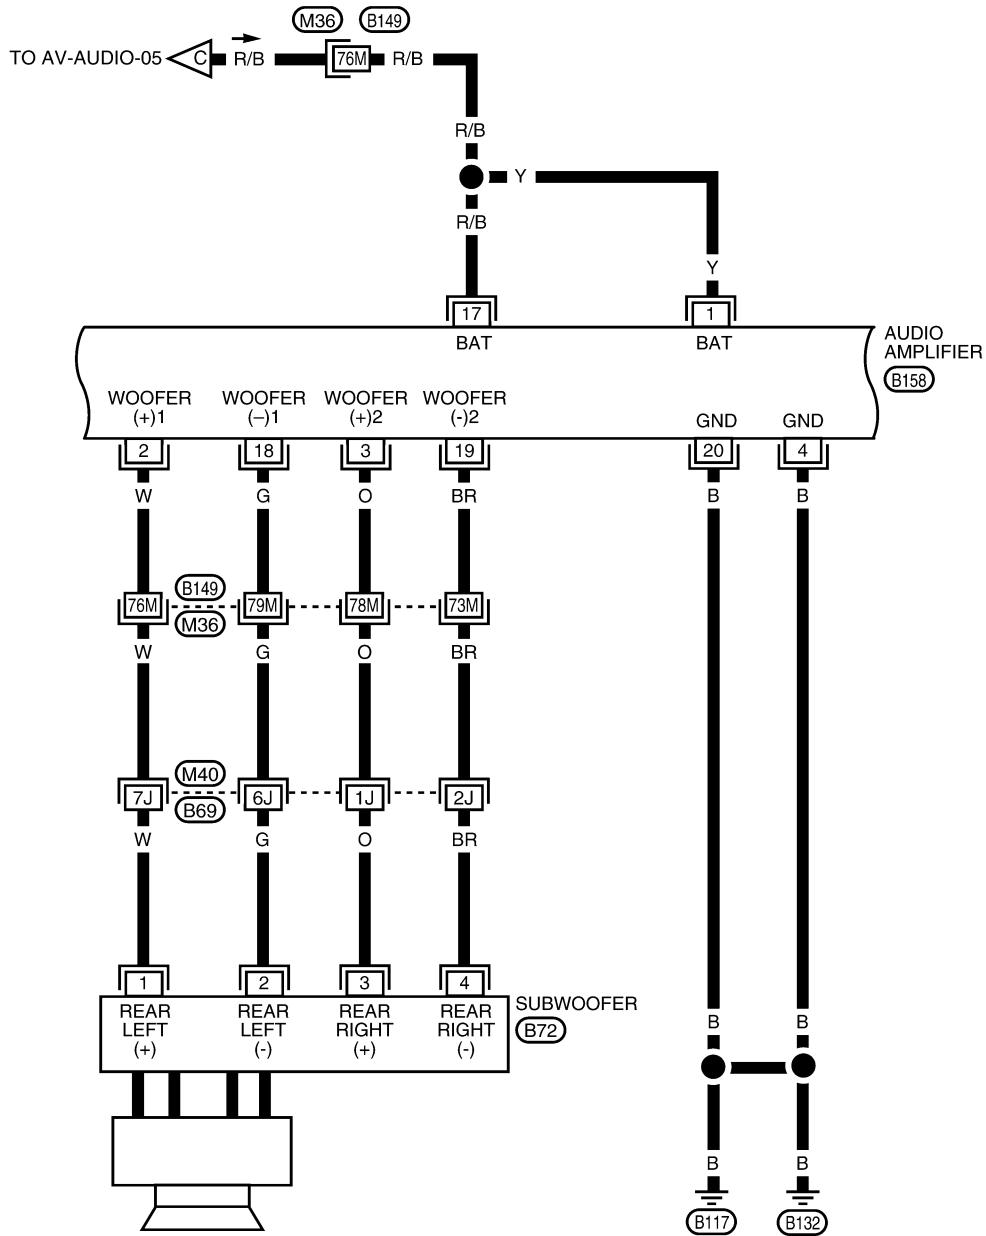 M36 B149
TO AV-AUDIO-05 C R/B 76M R/B
R/B
Y
R/B
Y
17 1
BAT BAT
AUDIO
AMPLIFIER
B158
WOOFER WOOFER WOOFER WOOFER
(+)1 (–)1 (+)2 (-)2
GND GND
2 18 3 19 20 4
W G O BR B B
B149
76M 79M 78M 73M
M36
W G O BR
M40
7J 6J 1J 2J
B69
W G O BR
1 2 3 4
SUBWOOFER
B72
REAR REAR REAR REAR
LEFT LEFT RIGHT RIGHT
(+) (-) (+) (-)
B B
B B
B117 B132